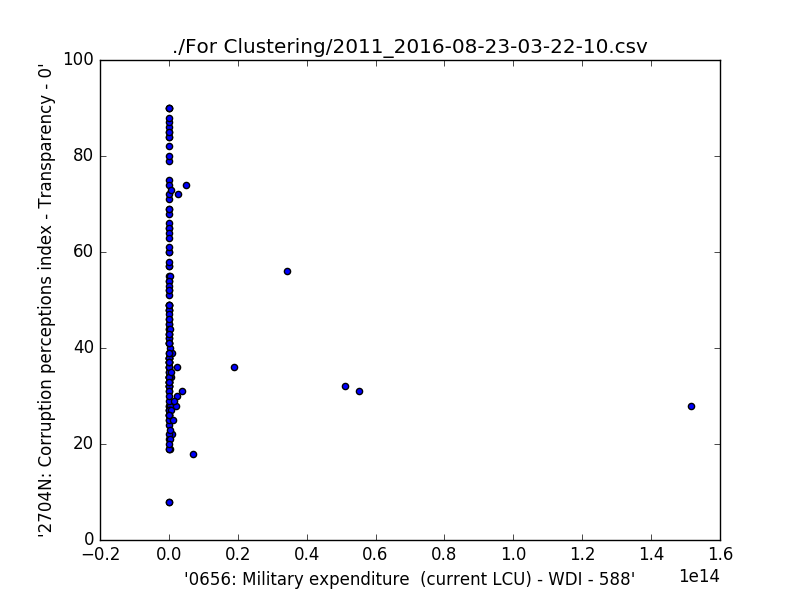 ./For Clustering/2011_2016-08-23-03-22-10.csv
100
80
60
40
20
0
'2704N: Corruption perceptions index - Transparency - 0'
−0.2 0.0 0.2 0.4 0.6 0.8 1.0 1.2 1.4 1.6
1e14
'0656: Military expenditure  (current LCU) - WDI - 588'